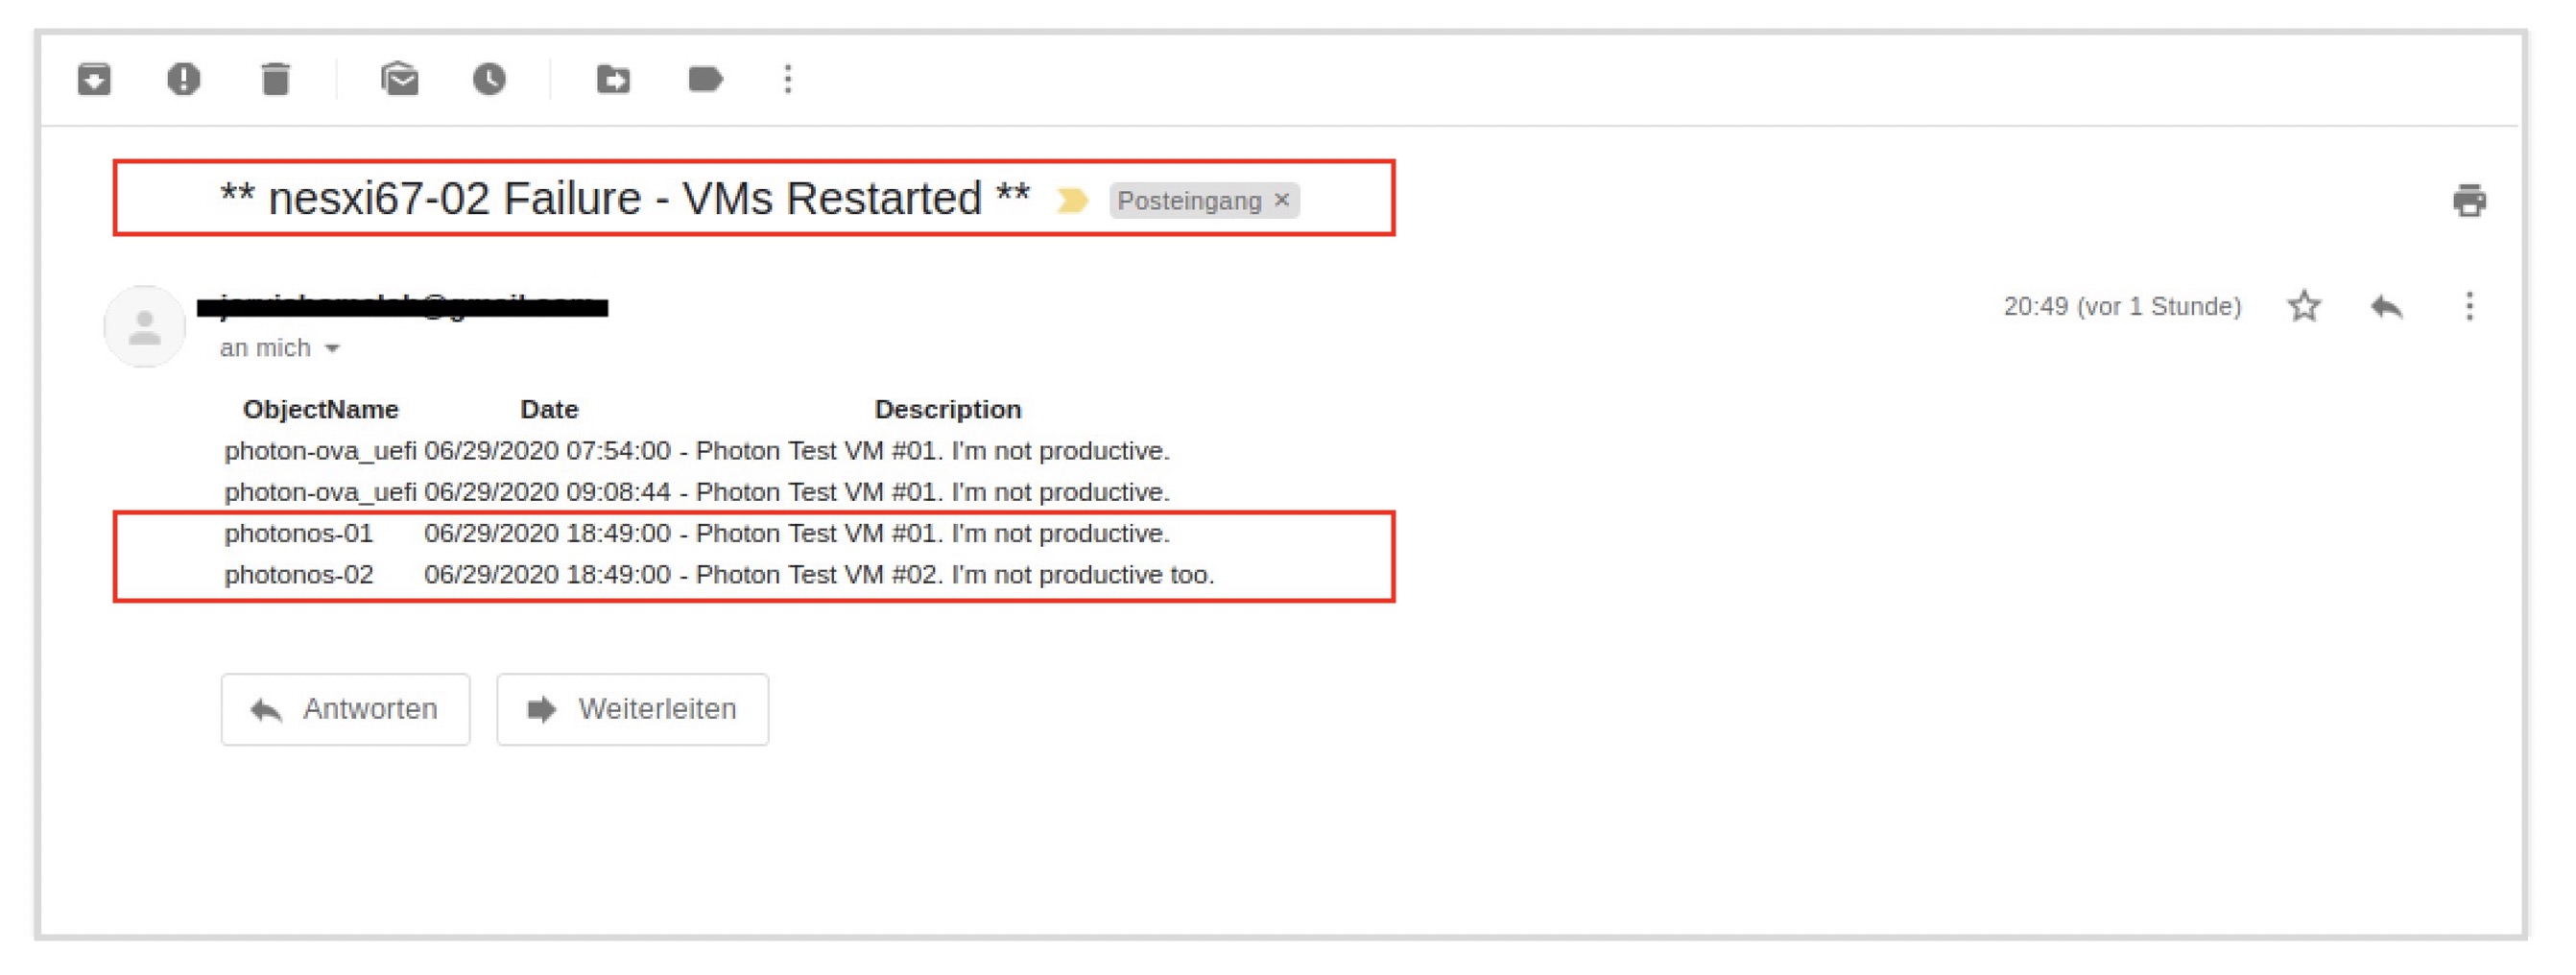 ** nesxi67-02 Failure - VMs Restarted ** Posteingang ×
20:49 (vor 1 Stunde)
an mich
ObjectName Date Description
photon-ova_uefi 06/29/2020 07:54:00 - Photon Test VM #01. I'm not productive.
photon-ova_uefi 06/29/2020 09:08:44 - Photon Test VM #01. I'm not productive.
photonos-01 06/29/2020 18:49:00 - Photon Test VM #01. I'm not productive.
photonos-02 06/29/2020 18:49:00 - Photon Test VM #02. I'm not productive too.
Antworten Weiterleiten